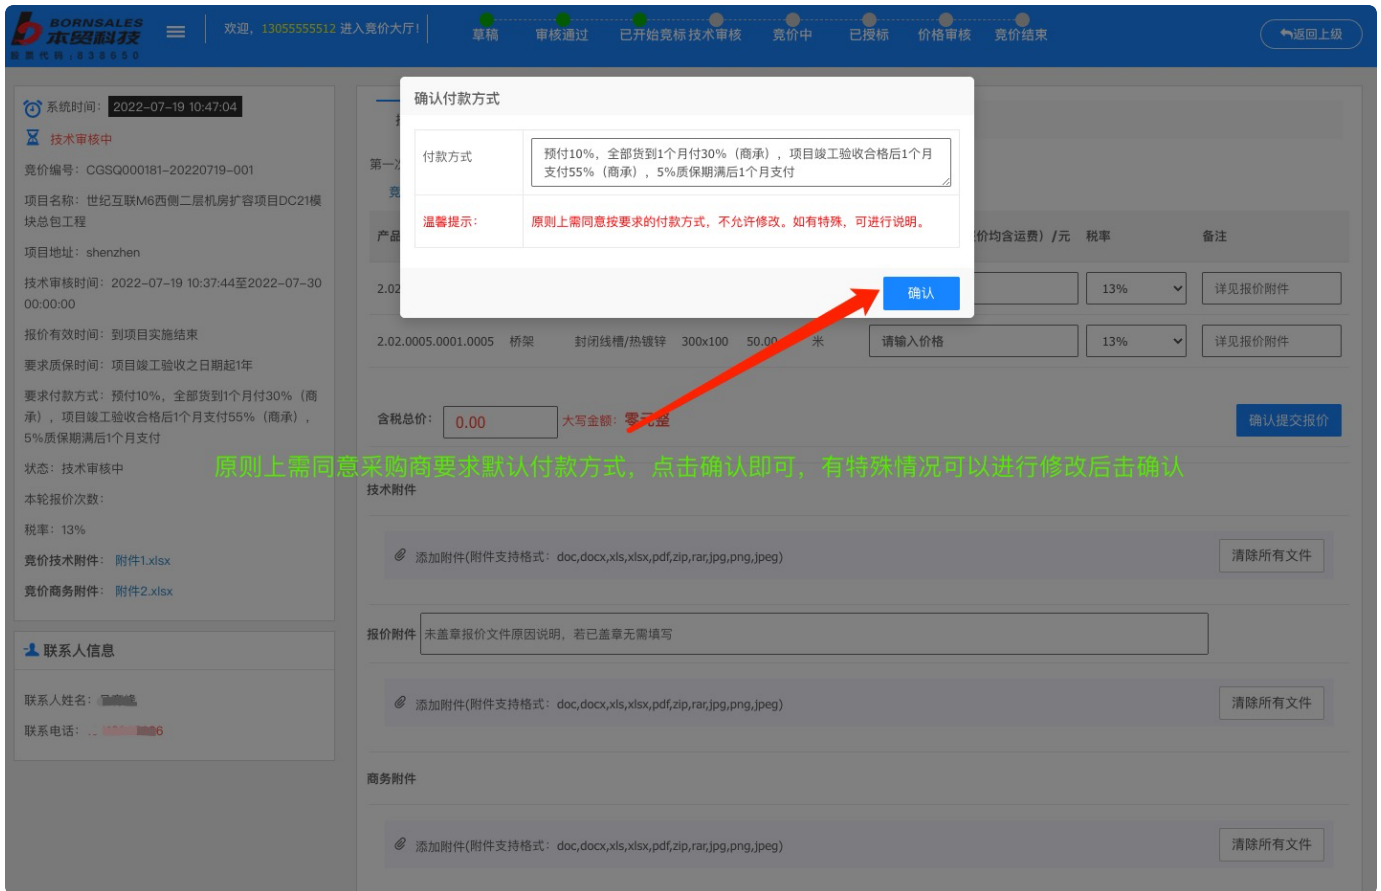 BORNSALES
本贸科技
股票代码:838650
欢迎，13055555512 进入竞价大厅!
草稿
审核通过
已开始竞标
技术审核
竞价中
已授标
价格审核
竞价结束
返回上级
系统时间： 2022-07-19 10:47:04
技术审核中
竞价编号：CGSQ000181-20220719-001
项目名称：世纪互联M6西侧二层机房扩容项目DC21模
块总包工程
项目地址：shenzhen
技术审核时间：2022-07-19 10:37:44至2022-07-30
00:00:00
报价有效时间：到项目实施结束
要求质保时间：项目竣工验收之日期起1年
要求付款方式：预付10%，全部货到1个月付30%（商
承），项目竣工验收合格后1个月支付55%（商承），
5%质保期满后1个月支付
状态：技术审核中
本轮报价次数：
税率：13%
竞价技术附件： 附件1.xlsx
竞价商务附件： 附件2.xlsx
联系人信息
联系人姓名：
联系电话： 6
确认付款方式
付款方式
预付10%，全部货到1个月付30%（商承），项目竣工验收合格后1个月
支付55%（商承），5%质保期满后1个月支付
温馨提示：
原则上需同意按要求的付款方式，不允许修改。如有特殊，可进行说明。
确认
第一
竞
产品
价均含运费）/元 税率 备注
2.02
13% 详见报价附件
2.02.0005.0001.0005 桥架 封闭线槽/热镀锌 300x100 50.00 米 请输入价格 13% 详见报价附件
含税总价： 0.00 大写金额：零元整
确认提交报价
原则上需同意采购商要求默认付款方式，点击确认即可，有特殊情况可以进行修改后击确认
技术附件
添加附件(附件支持格式：doc,docx,xls,xlsx,pdf,zip,rar,jpg,png,jpeg)
清除所有文件
报价附件 未盖章报价文件原因说明，若已盖章无需填写
添加附件(附件支持格式：doc,docx,xls,xlsx,pdf,zip,rar,jpg,png,jpeg)
清除所有文件
商务附件
添加附件(附件支持格式：doc,docx,xls,xlsx,pdf,zip,rar,jpg,png,jpeg)
清除所有文件